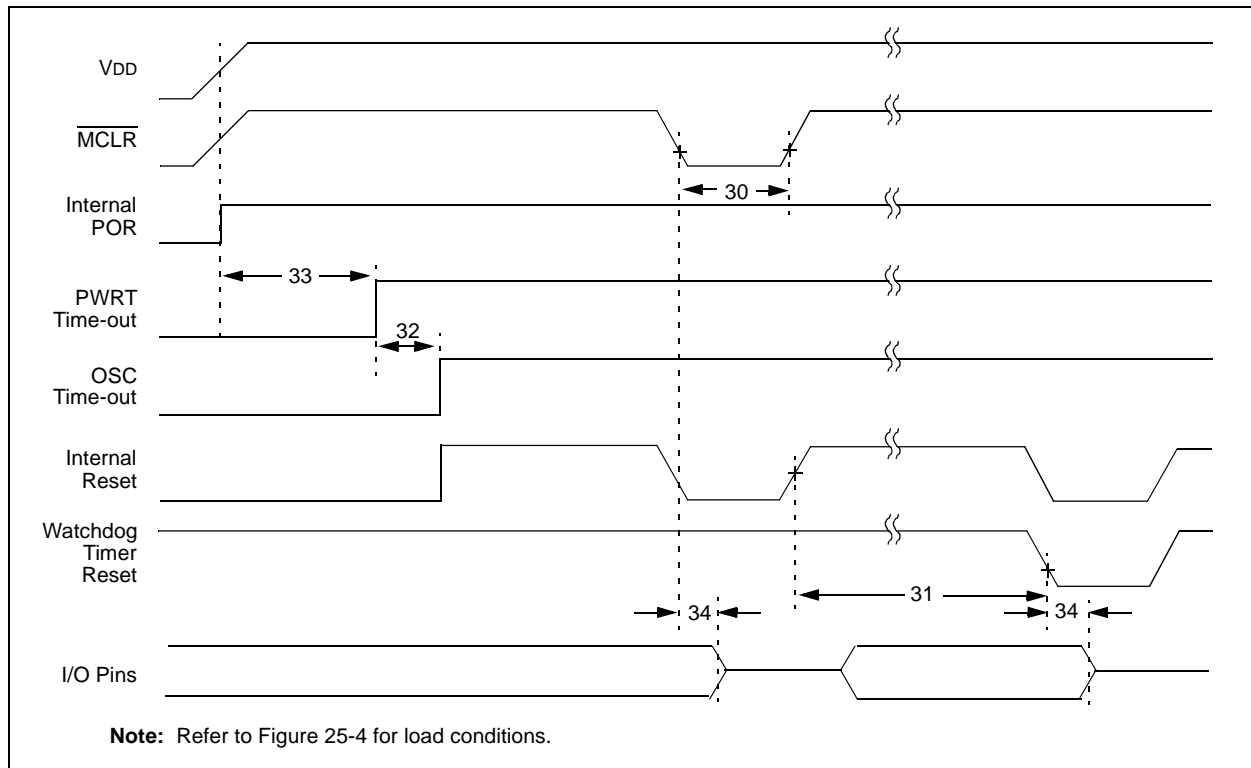 VDD
MCLR
30
Internal
POR
33
PWRT
Time-out
32
OSC
Time-out
Internal
Reset
Watchdog
Timer
Reset
31
34
34
I/O Pins
Note: Refer to Figure 25-4 for load conditions.